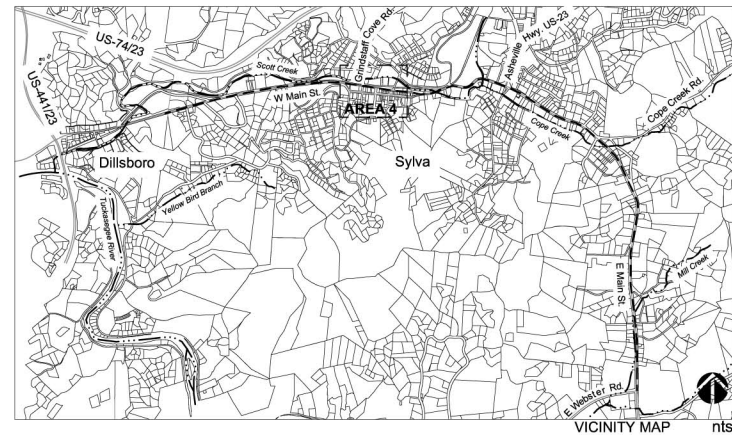 US-74/23
US-441/23
Scott Creek
Grindstaff Cove Rd.
Asheville Hwy. US-23
W Main St.
AREA 4
Cope Creek Rd.
Cope Creek
Dillsboro
Sylva
Yellow Bird Branch
Tuckasegee River
E Main St.
Mill Creek
E Webster Rd.
VICINITY MAP
nts